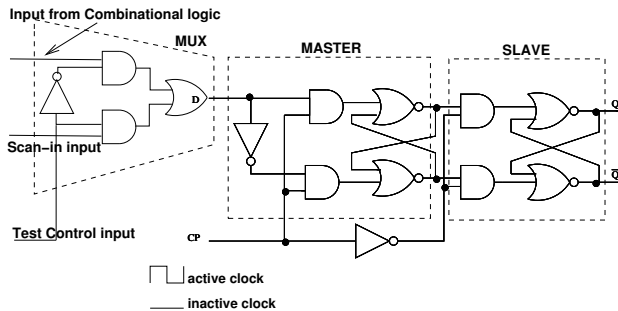 Input from Combinational logic
MUX
MASTER
SLAVE
D
Q
Scan-in input
Q
Test Control input
CP
active clock
inactive clock